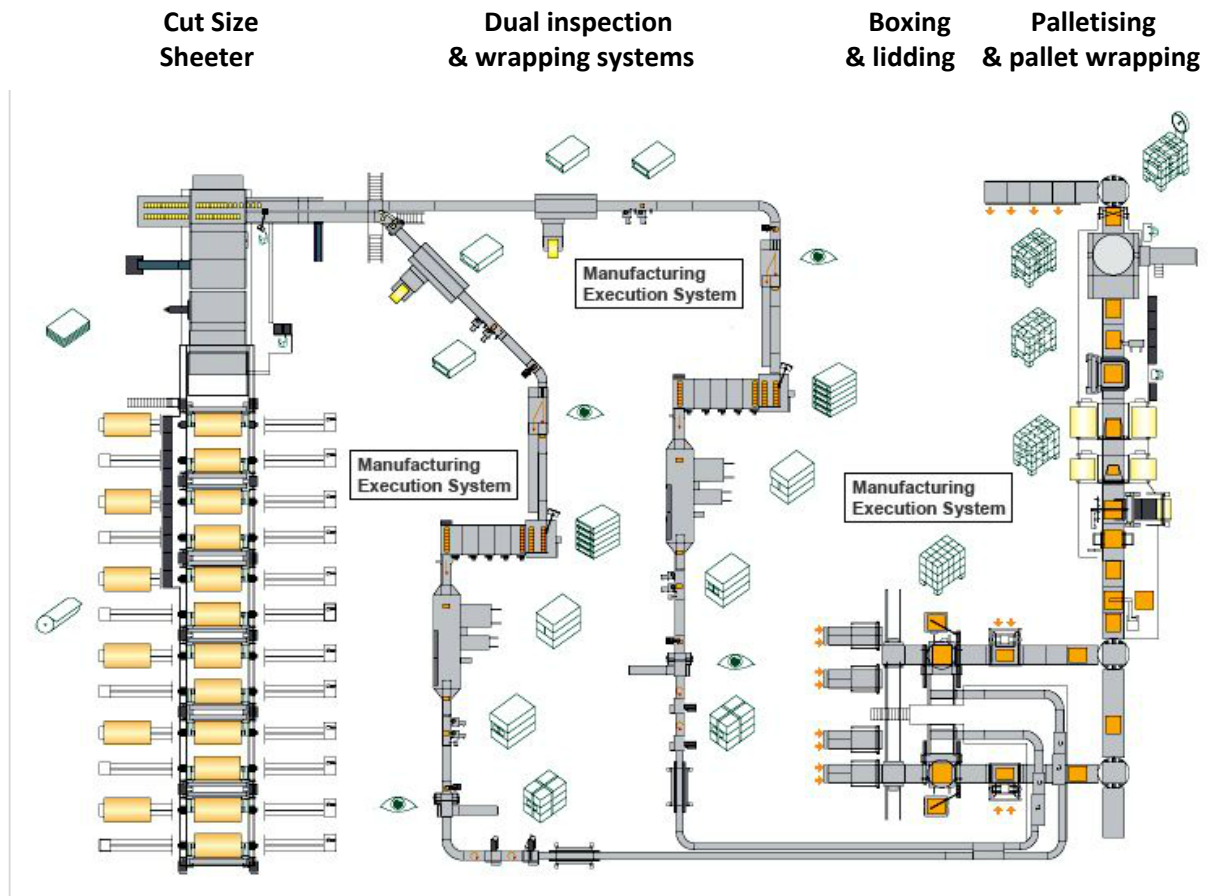 Cut Size
Sheeter
Dual inspection
& wrapping systems
Boxing
& lidding
Palletising
& pallet wrapping
Manufacturing
Execution System
Manufacturing
Execution System
Manufacturing
Execution System